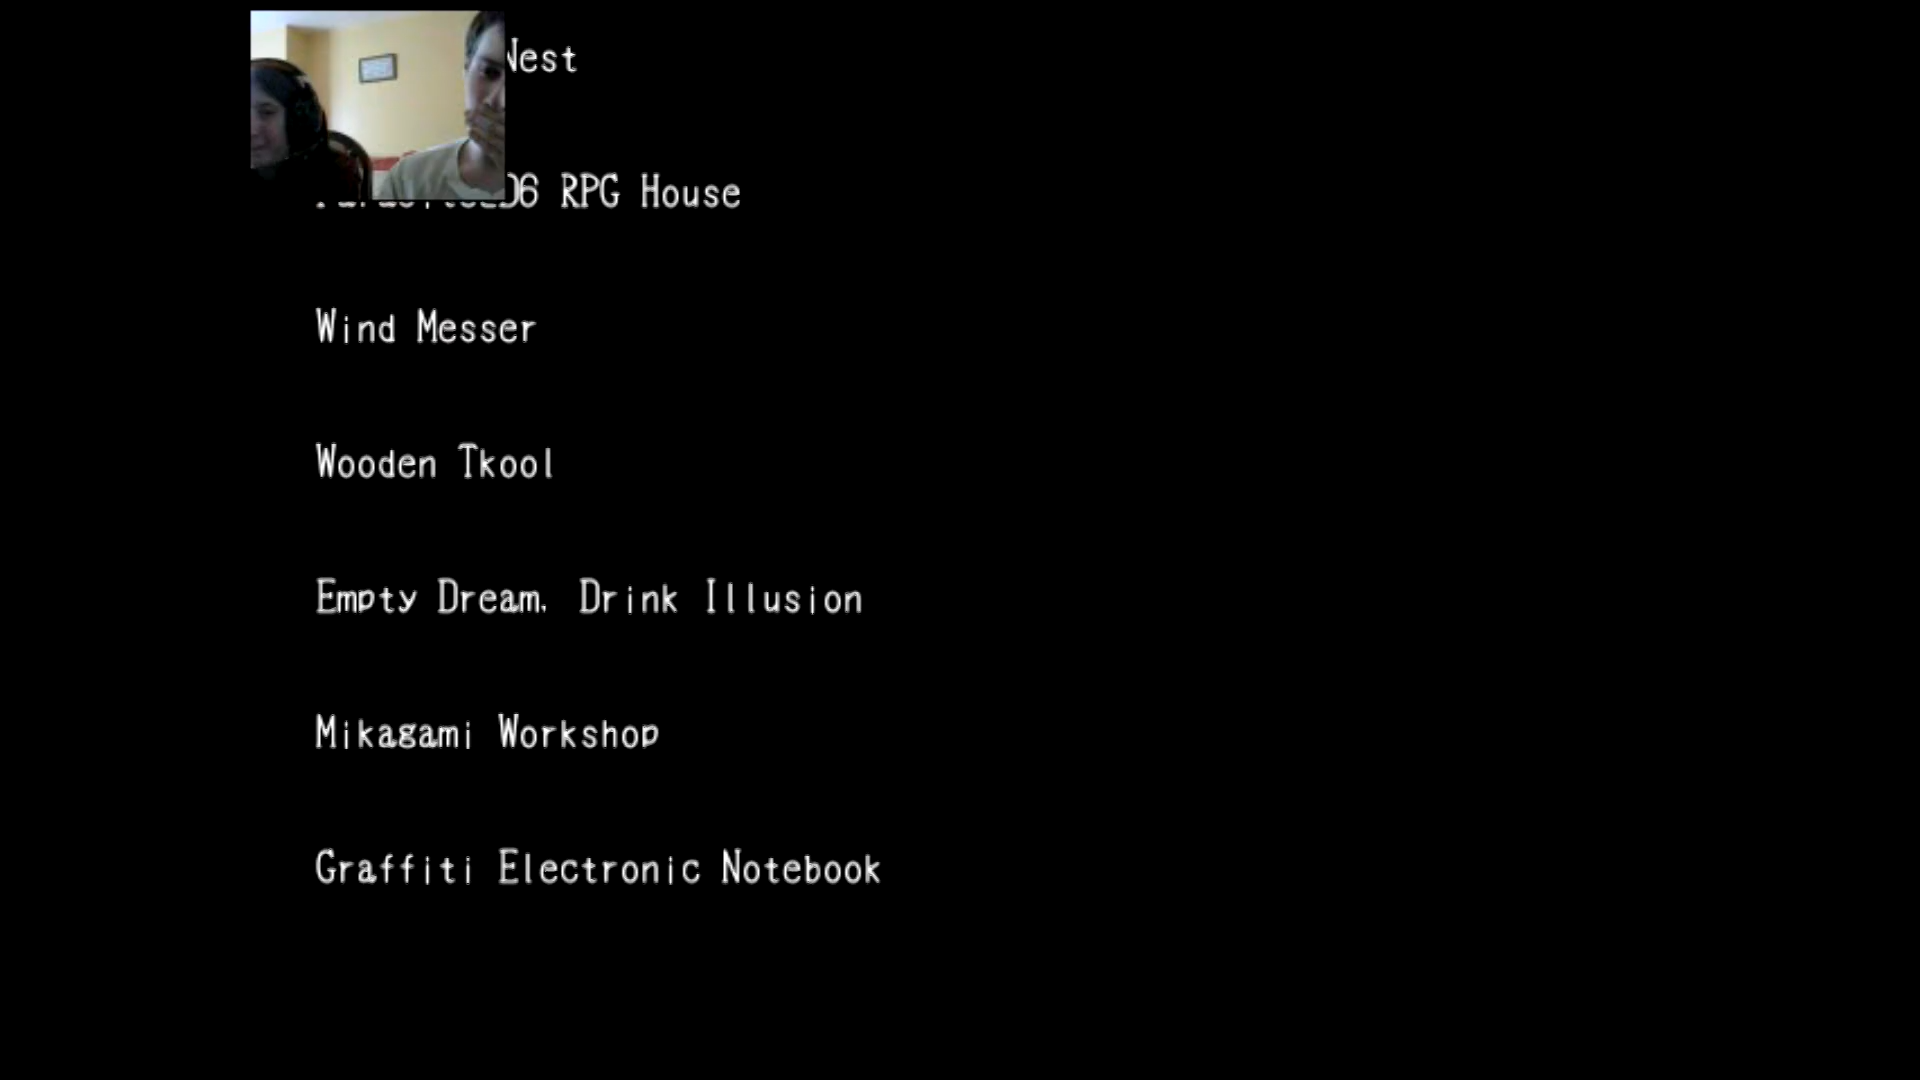 Nest
RPG House
Wind Messer
Wooden Tkool
Empty Dream, Drink Illusion
Mikagami Workshop
Graffiti Electronic Notebook